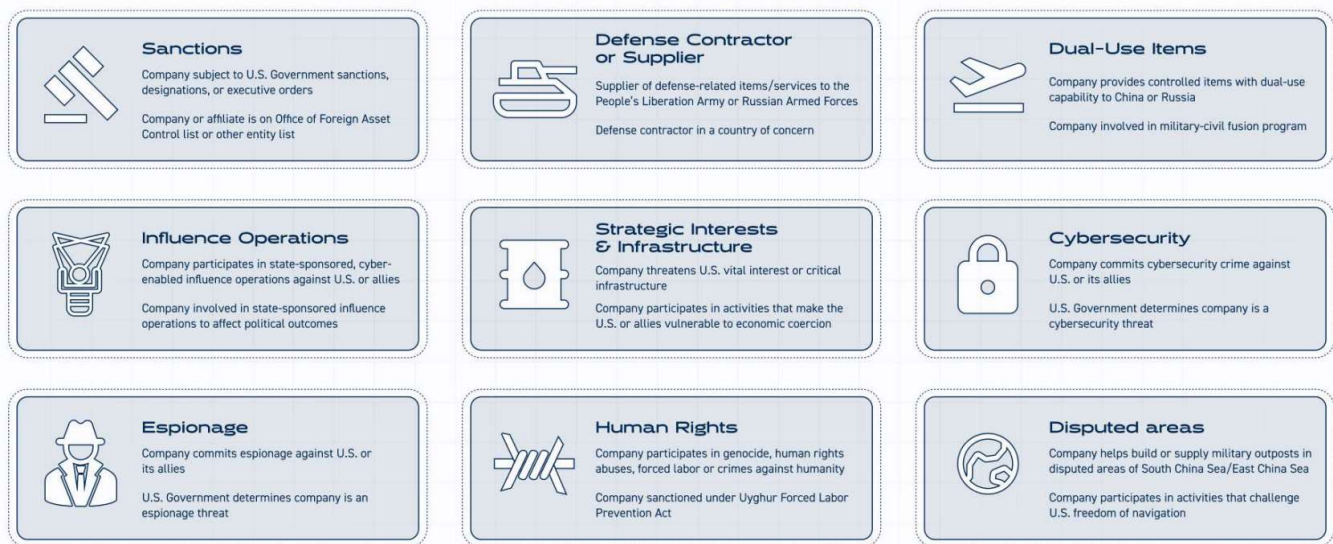 Sanctions
Company subject to U.S. Government sanctions,
designations, or executive orders
Company or affiliate is on Office of Foreign Asset
Control list or other entity list
Defense Contractor
or Supplier
Supplier of defense-related items/services to the
People's Liberation Army or Russian Armed Forces
Defense contractor in a country of concern
Dual-Use Items
Company provides controlled items with dual-use
capability to China or Russia
Company involved in military-civil fusion program
Influence Operations
Company participates in state-sponsored, cyber-
enabled influence operations against U.S. or allies
Company involved in state-sponsored influence
operations to affect political outcomes
Strategic Interests
& Infrastructure
Company threatens U.S. vital interest or critical
infrastructure
Company participates in activities that make the
U.S. or allies vulnerable to economic coercion
Cybersecurity
Company commits cybersecurity crime against
U.S. or its allies
U.S. Government determines company is a
cybersecurity threat
Espionage
Company commits espionage against U.S. or
its allies
U.S. Government determines company is an
espionage threat
Human Rights
Company participates in genocide, human rights
abuses, forced labor or crimes against humanity
Company sanctioned under Uyghur Forced Labor
Prevention Act
Disputed areas
Company helps build or supply military outposts in
disputed areas of South China Sea/East China Sea
Company participates in activities that challenge
U.S. freedom of navigation